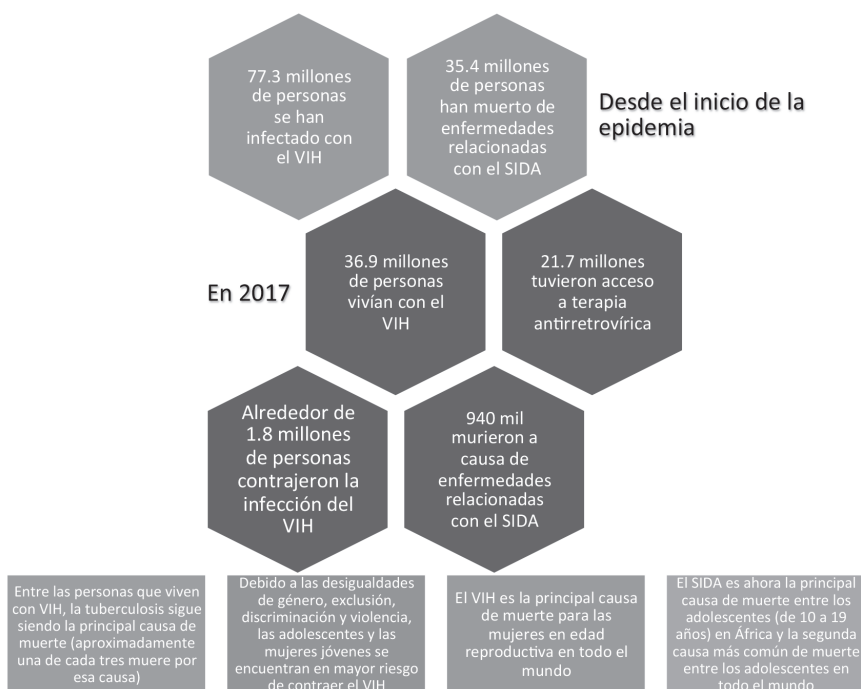 77.3 millones
de personas
se han
infectado con
el VIH
35.4 millones
de personas
han muerto de
enfermedades
relacionadas
con el SIDA
Desde el inicio de la
epidemia
En 2017
36.9 millones
de personas
vivían con el
VIH
21.7 millones
tuvieron acceso
a terapia
antirretrovírica
Alrededor de
1.8 millones
de personas
contrajeron la
infección del
VIH
940 mil
murieron a
causa de
enfermedades
relacionadas
con el SIDA
Entre las personas que viven
con VIH, la tuberculosis sigue
siendo la principal causa de
muerte (aproximadamente
una de cada tres muere por
esa causa)
Debido a las desigualdades
de género, exclusión,
discriminación y violencia,
las adolescentes y las
mujeres jóvenes se
encuentran en mayor riesgo
de contraer el VIH
El VIH es la principal causa
de muerte para las
mujeres en edad
reproductiva en todo el
mundo
El SIDA es ahora la principal
causa de muerte entre los
adolescentes (de 10 a 19
años) en África y la segunda
causa más común de muerte
entre los adolescentes en
todo el mundo